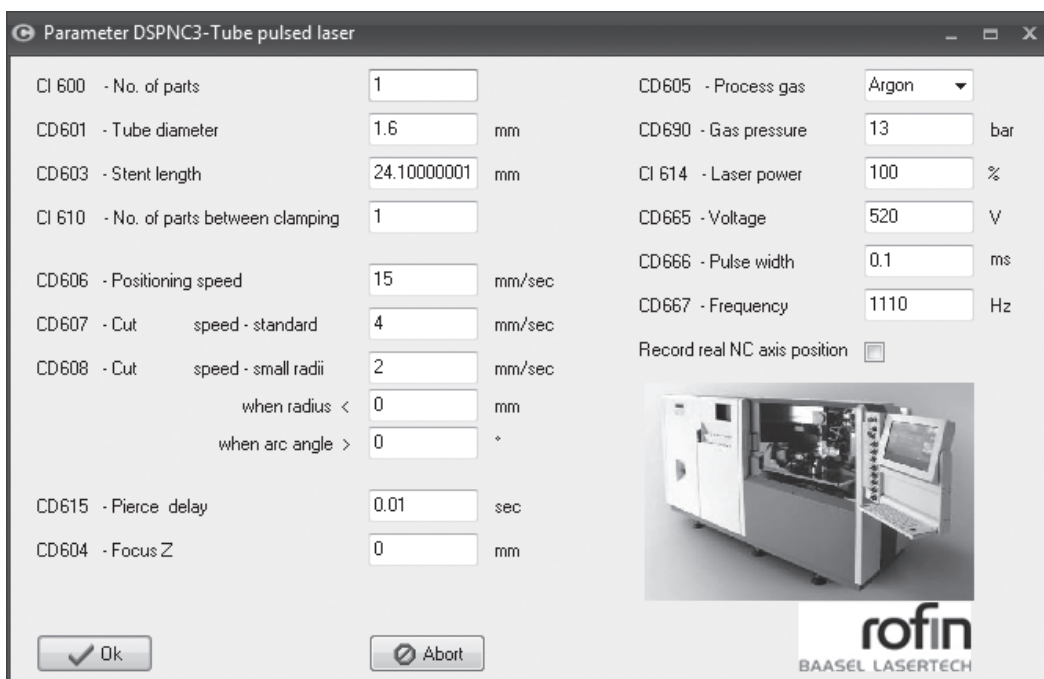 Parameter DSPNC3-Tube pulsed laser
CI 600 - No. of parts 1
CD601 - Tube diameter 1.6 mm
CD603 - Stent length 24.10000001 mm
CI 610 - No. of parts between clamping 1
CD606 - Positioning speed 15 mm/sec
CD607 - Cut speed - standard 4 mm/sec
CD608 - Cut speed - small radii 2 mm/sec
when radius < 0 mm
when arc angle > 0 °
CD615 - Pierce delay 0.01 sec
CD604 - Focus Z 0 mm
Ok
Abort
CD605 - Process gas Argon
CD690 - Gas pressure 13 bar
CI 614 - Laser power 100 %
CD665 - Voltage 520 V
CD666 - Pulse width 0.1 ms
CD667 - Frequency 1110 Hz
Record real NC axis position
rofin
BAASEL LASERTECH